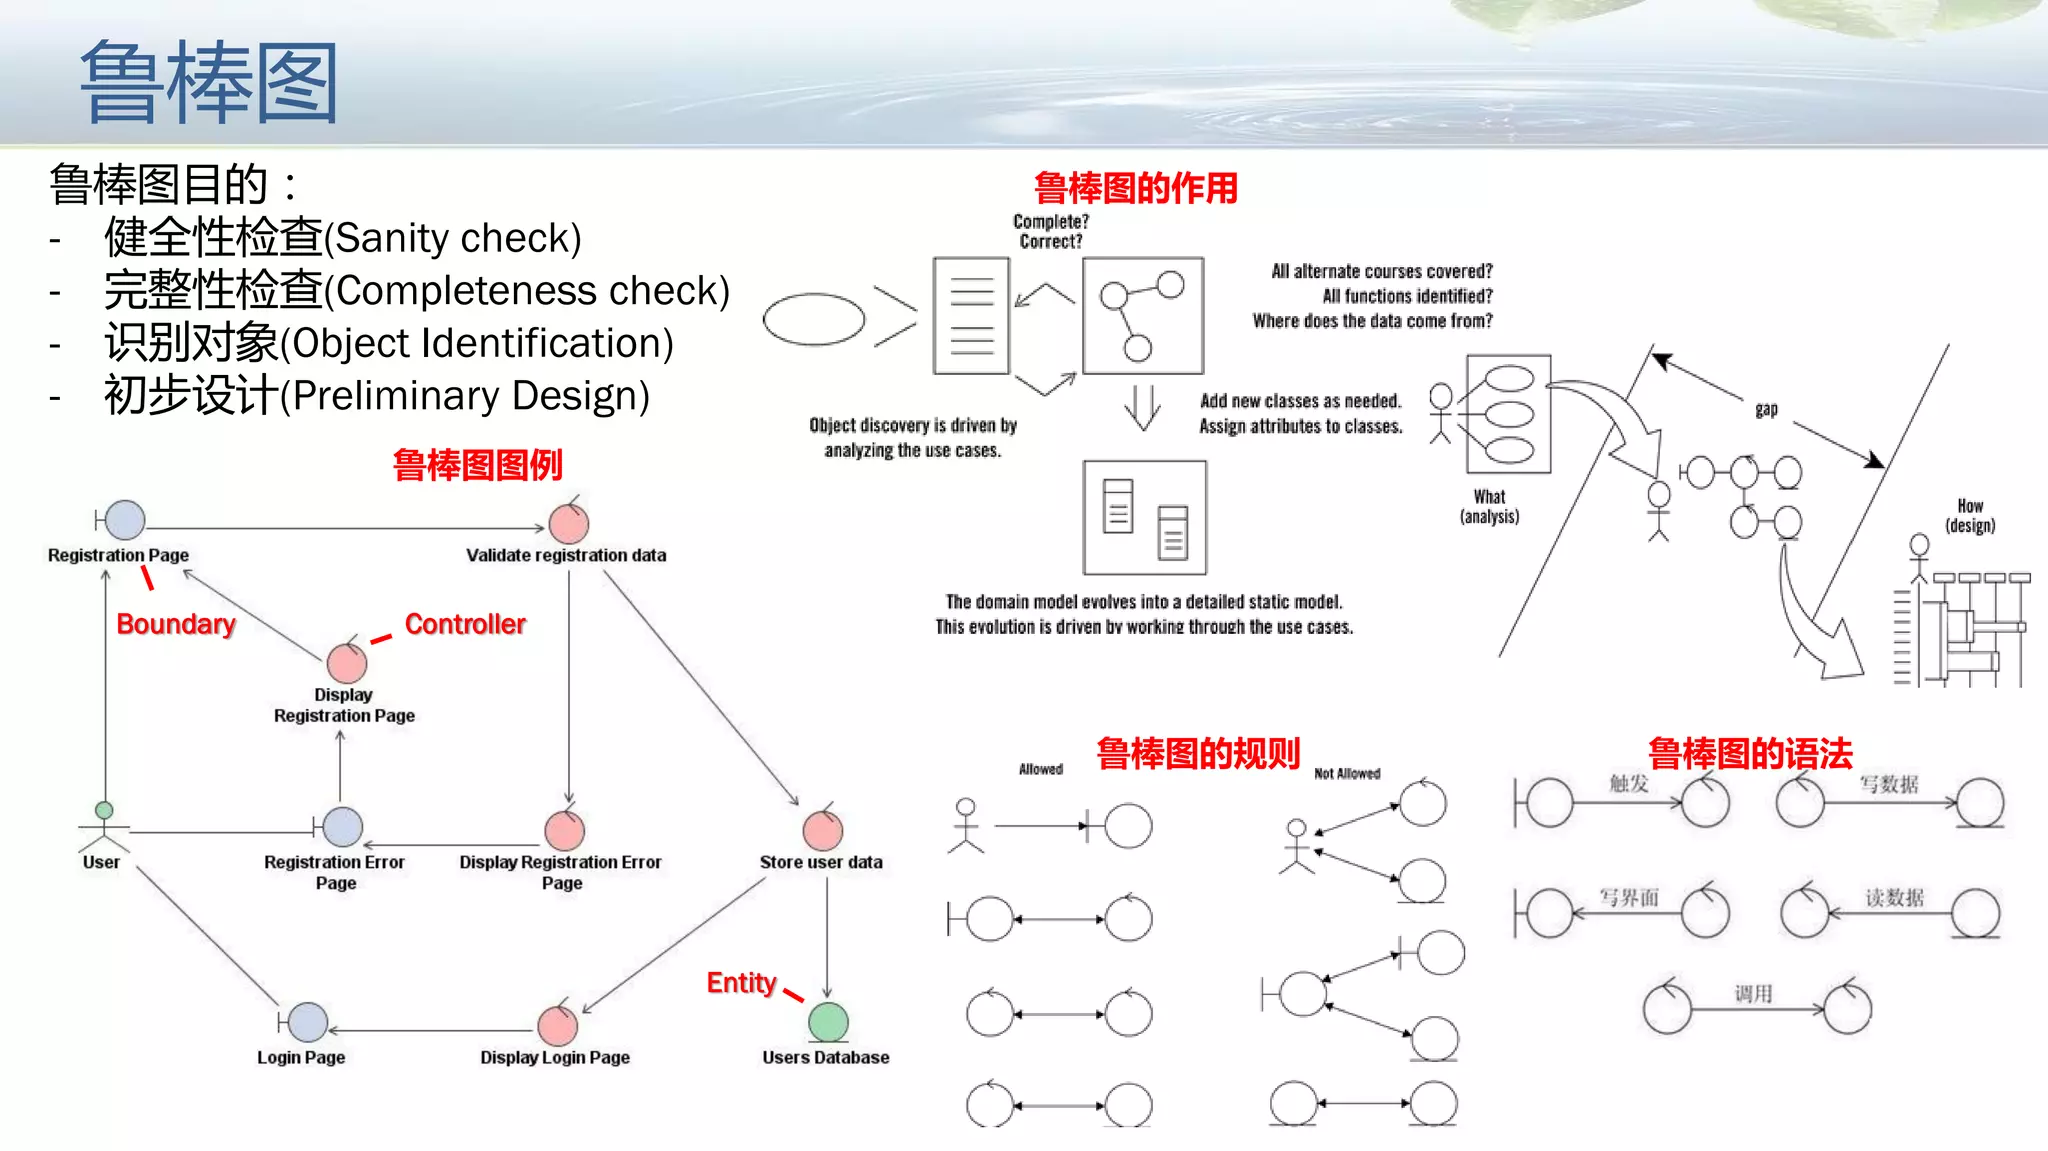 鲁棒图
鲁棒图目的：
- 健全性检查(Sanity check)
- 完整性检查(Completeness check)
- 识别对象(Object Identification)
- 初步设计(Preliminary Design)
鲁棒图的作用
Complete?
Correct?
All alternate courses covered?
All functions identified?
Where does the data come from?
Object discovery is driven by
analyzing the use cases.
Add new classes as needed.
Assign attributes to classes.
The domain model evolves into a detailed static model.
This evolution is driven by working through the use cases.
gap
What
(analysis)
How
(design)
鲁棒图图例
Registration Page
Validate registration data
Boundary
Controller
Display
Registration Page
User
Registration Error
Page
Display Registration Error
Page
Store user data
Entity
Login Page
Display Login Page
Users Database
鲁棒图的规则
Allowed
Not Allowed
鲁棒图的语法
触发
写数据
写界面
读数据
调用